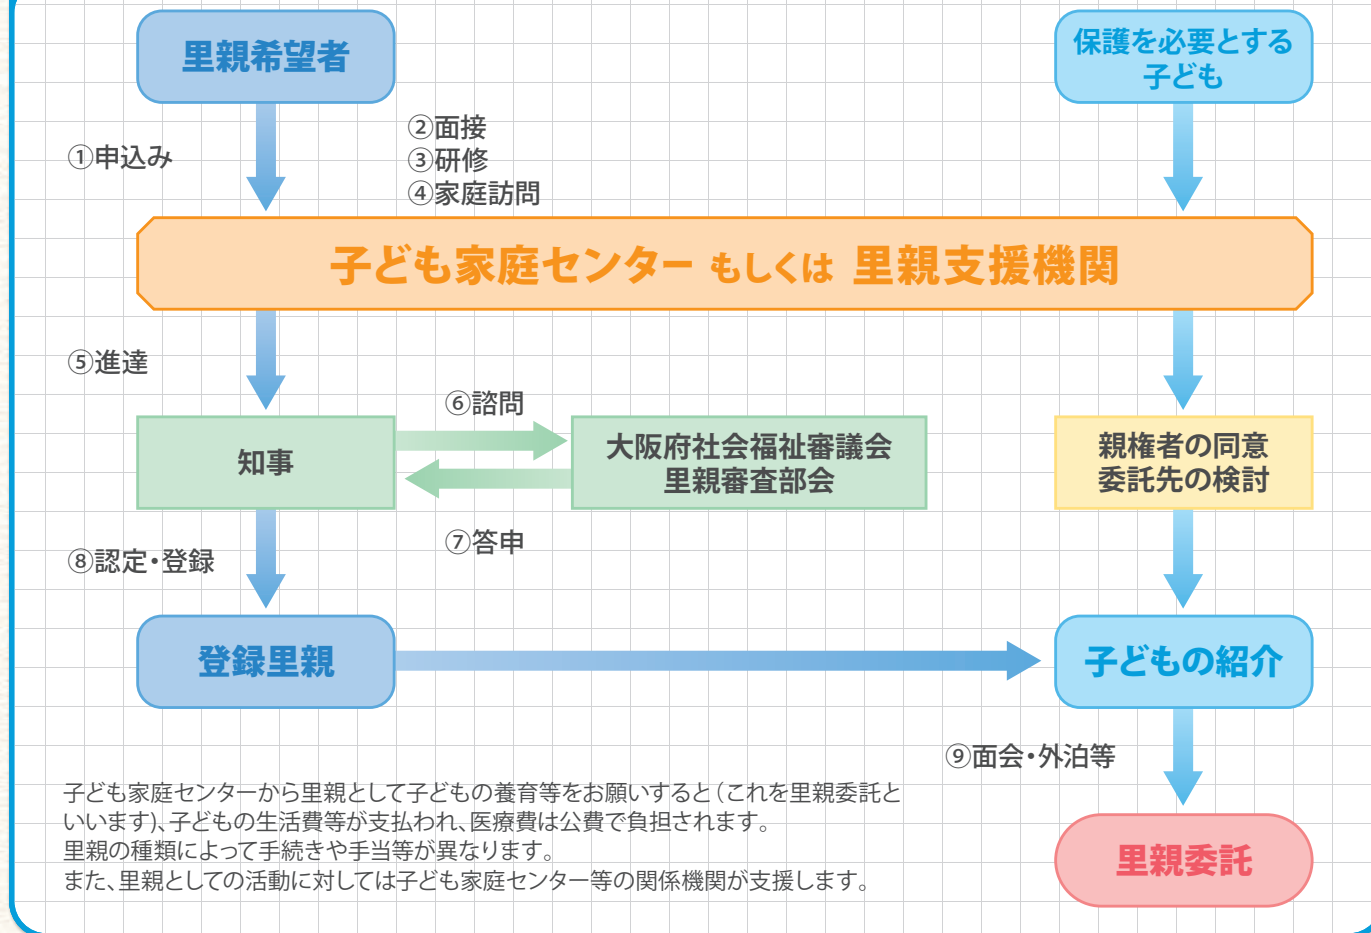 里親希望者
保護を必要とする
子ども
①申込み
②面接
③研修
④家庭訪問
子ども家庭センター もしくは 里親支援機関
⑤進達
⑥諮問
知事
大阪府社会福祉審議会
里親審査部会
親権者の同意
委託先の検討
⑦答申
⑧認定・登録
登録里親
子どもの紹介
⑨面会・外泊等
子ども家庭センターから里親として子どもの養育等をお願いすると(これを里親委託と
いいます)、子どもの生活費等が支払われ、医療費は公費で負担されます。
里親の種類によって手続きや手当等が異なります。
また、里親としての活動に対しては子ども家庭センター等の関係機関が支援します。
里親委託